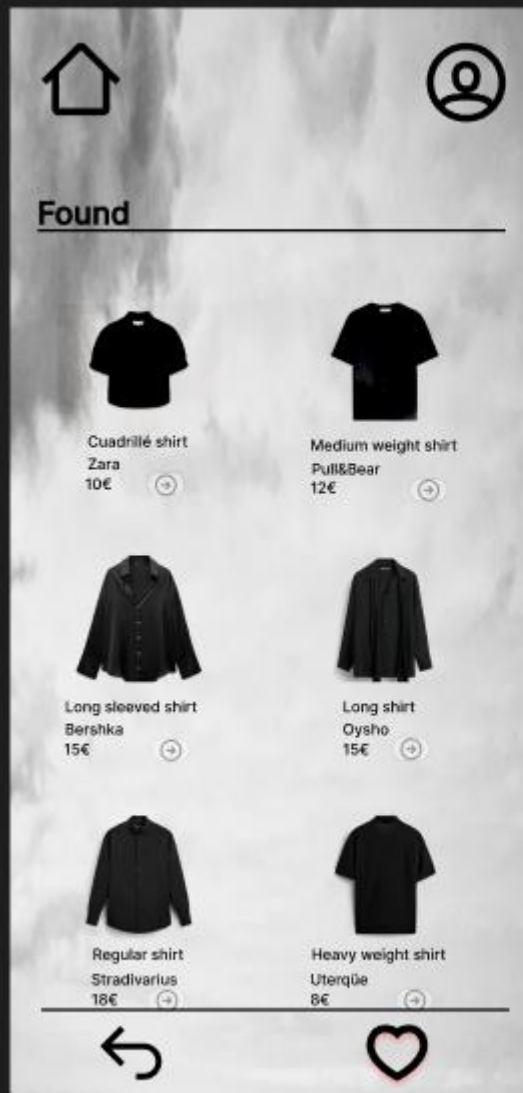 Found
Cuadrillé shirt
Zara
10€
Medium weight shirt
Pull&Bear
12€
Long sleeved shirt
Bershka
15€
Long shirt
Oysho
15€
Regular shirt
Stradivarius
18€
Heavy weight shirt
Uterqüe
8€